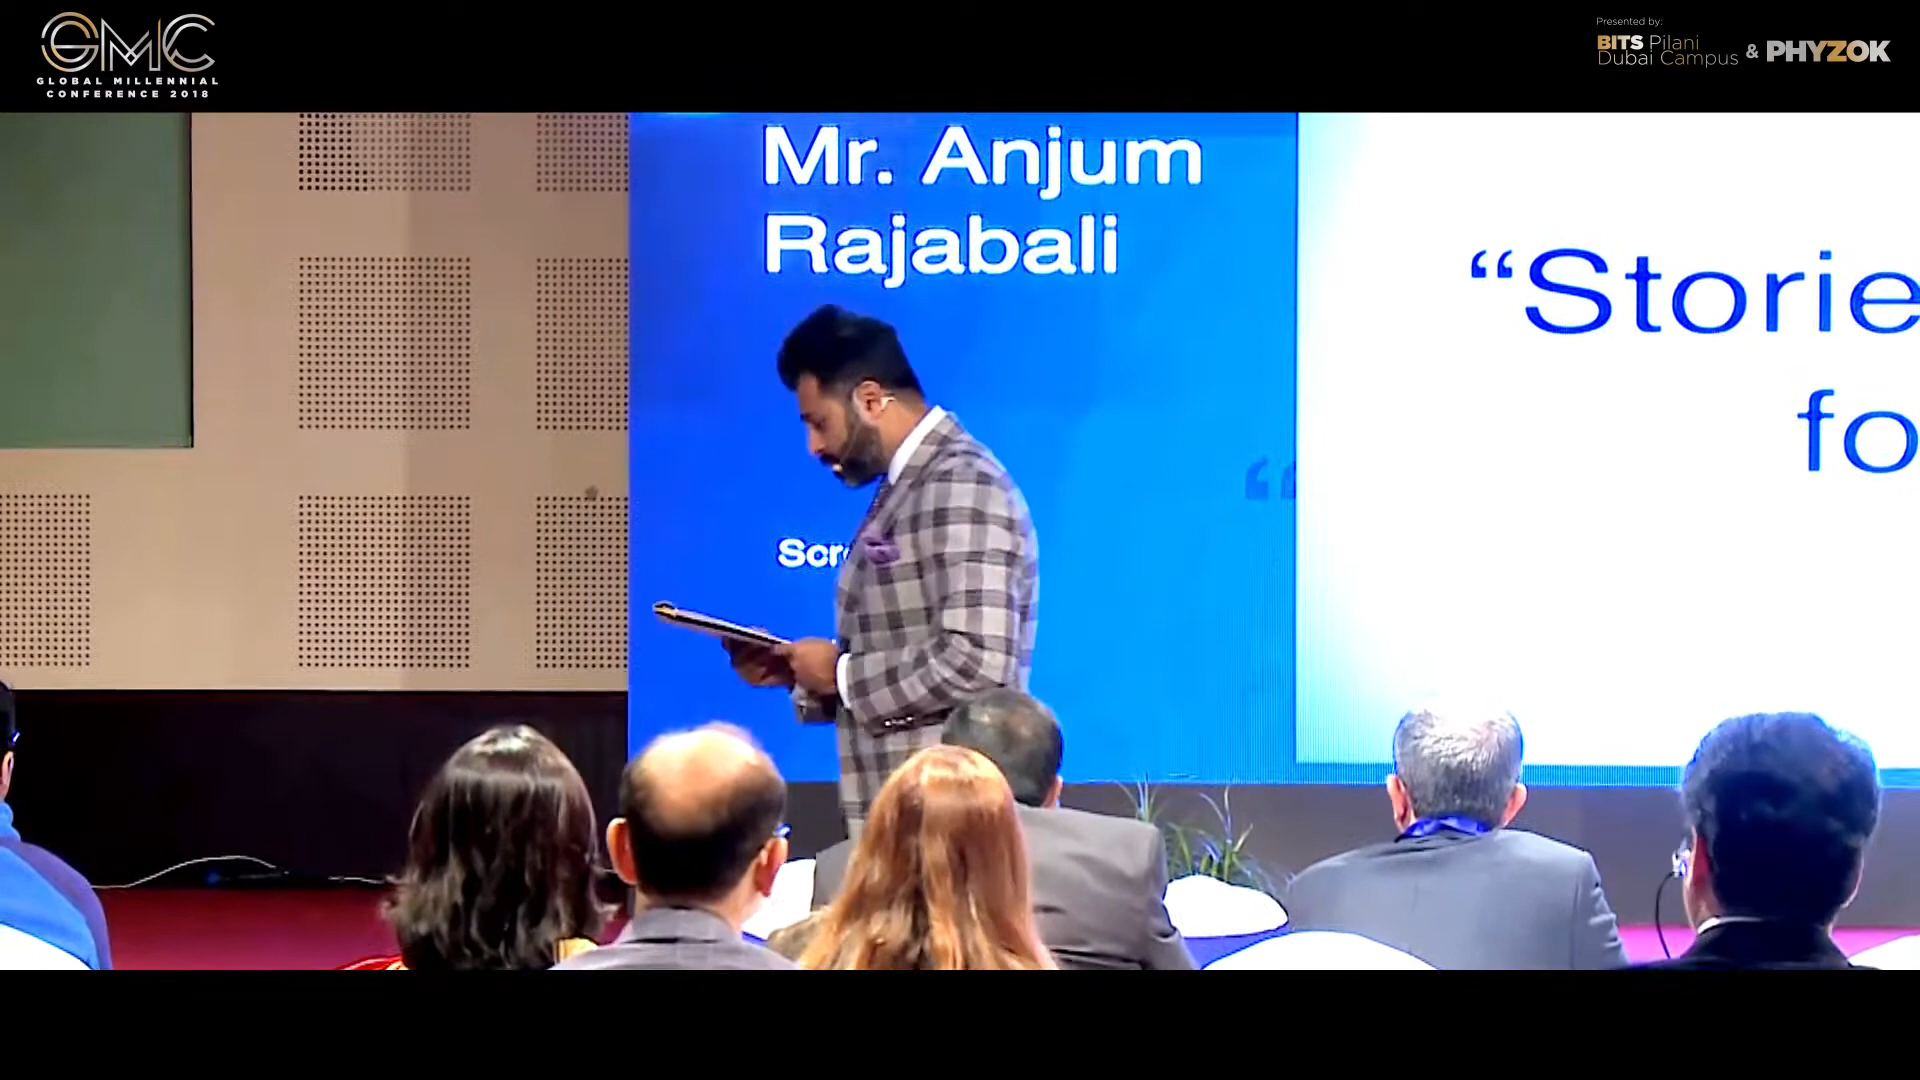 GMC
GLOBAL MILLENNIAL
CONFERENCE 2018
Presented by:
BITS Pilani
Dubai Campus & PHYZOK
Mr. Anjum
Rajabali
“Storie
fo
“
Scr